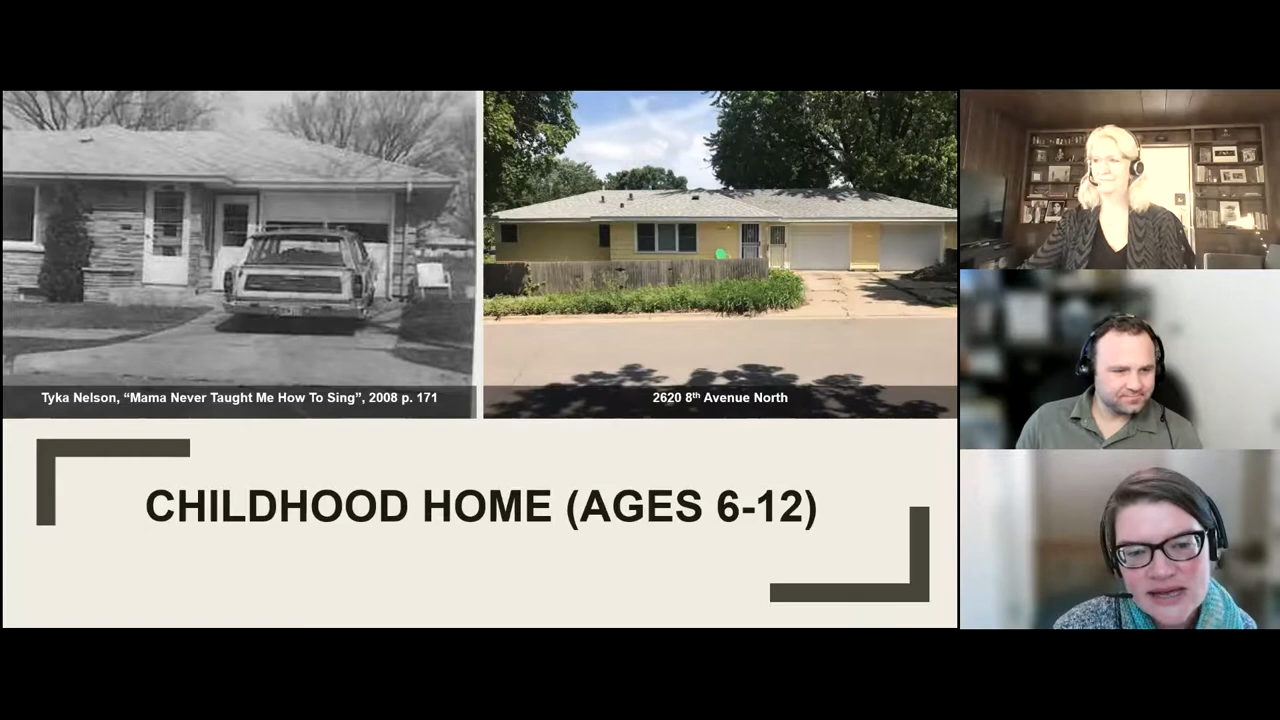 Tyka Nelson, “Mama Never Taught Me How To Sing”, 2008 p. 171
2620 8th Avenue North
CHILDHOOD HOME (AGES 6-12)